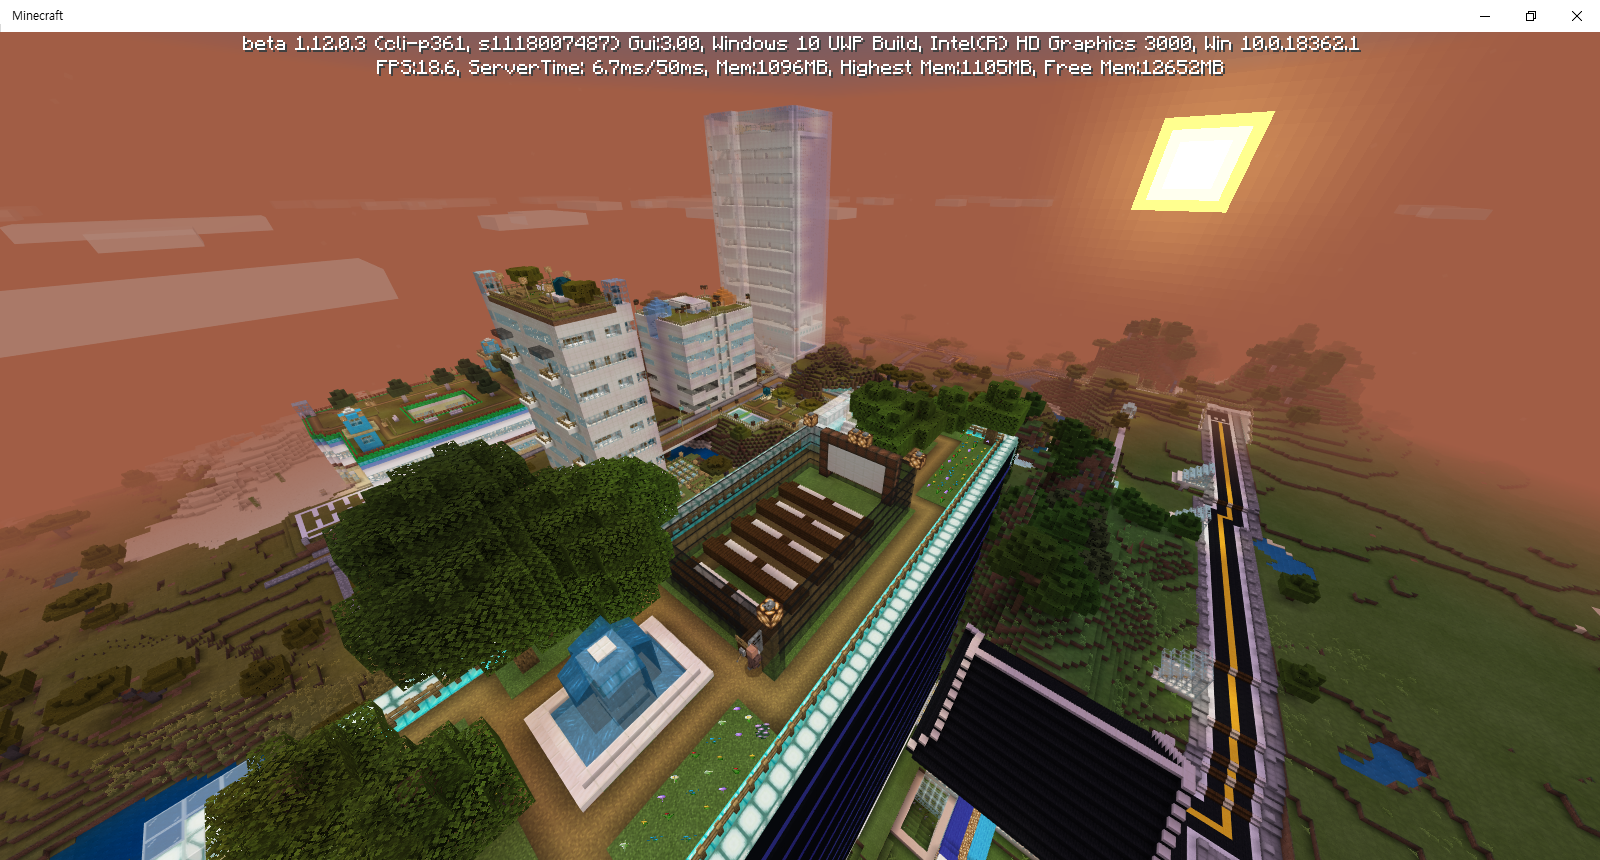 Minecraft
beta 1.12.0.3 (cli-p361, s1118007487) Gui:3.00, Windows 10 UWP Build, Intel(R) HD Graphics 3000, Win 10.0.18362.1
FPS:18.6, ServerTime: 6.7ms/50ms, Mem:1096MB, Highest Mem:1105MB, Free Mem:12652MB